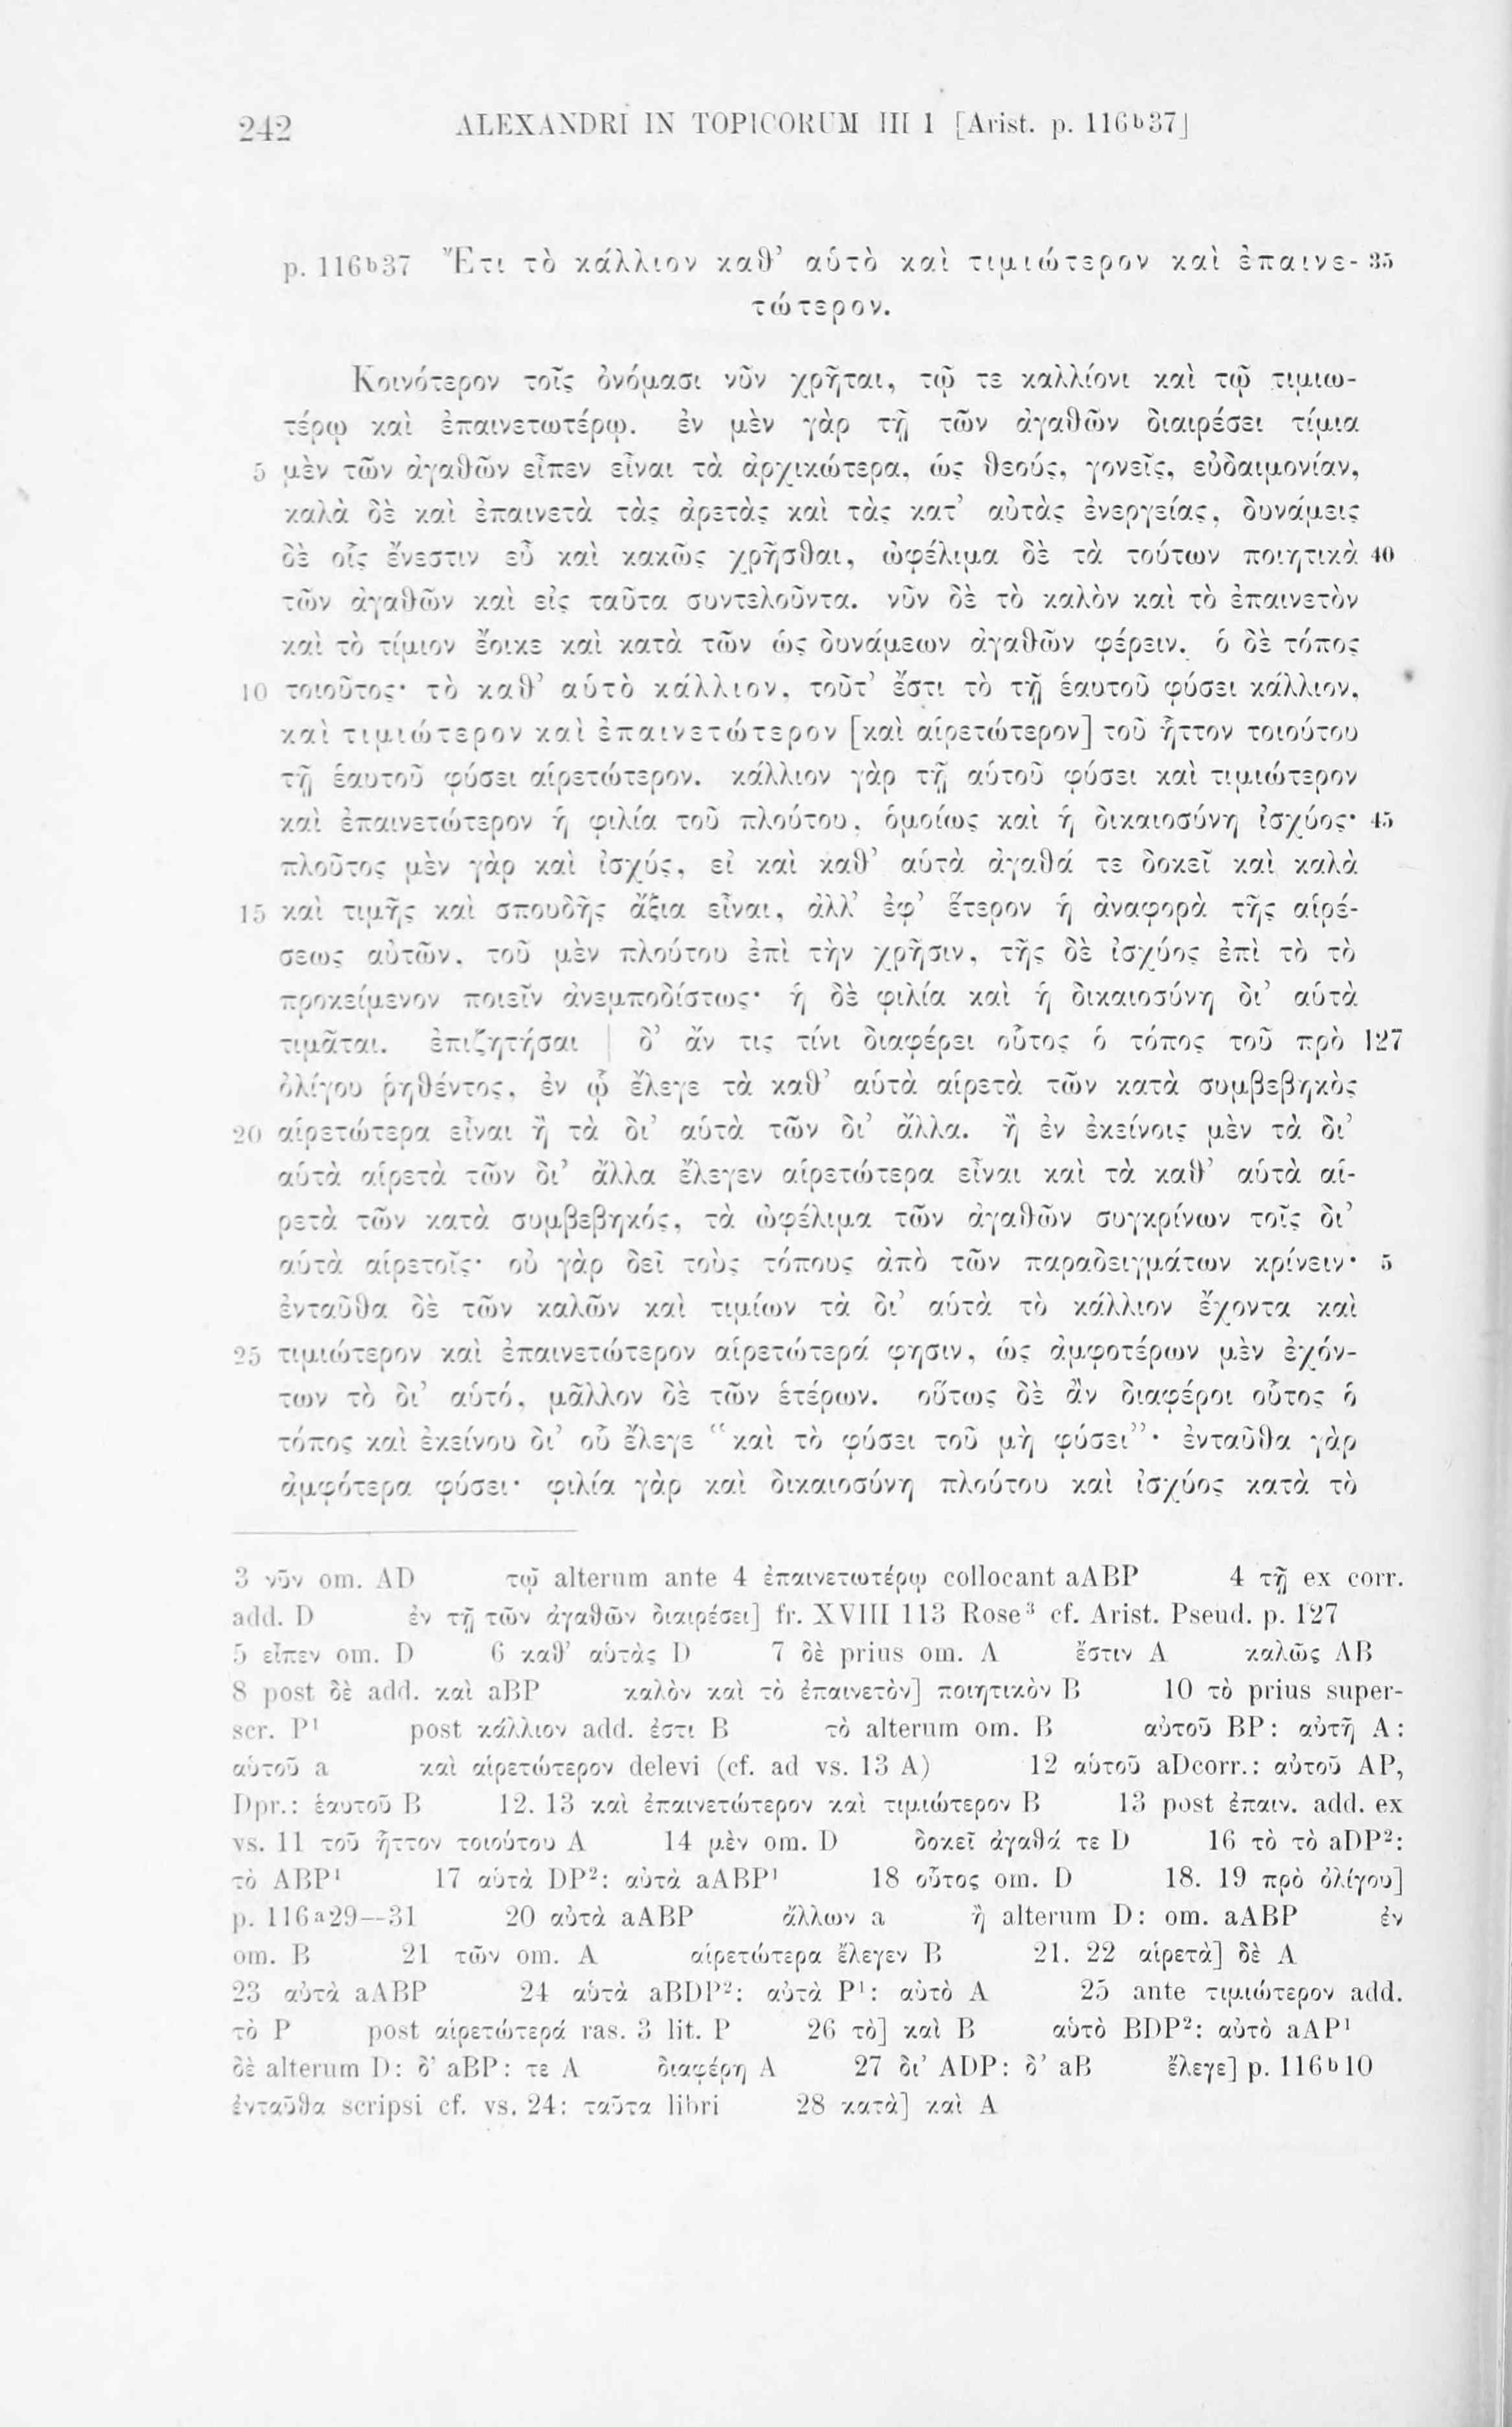 242 ALEXANDRI IN TOPICORUM III 1 [Arist. p. 116ᵇ37]
p. 116ᵇ37 Ἔτι τὸ κάλλιον καθ’ αὑτὸ καὶ τιμιώτερον καὶ ἐπαινε- 35
τώτερον.
Κοινότερον τοῖς ὀνόμασι νῦν χρῆται, τῷ τε καλλίονι καὶ τῷ τιμιω-
τέρῳ καὶ ἐπαινετωτέρῳ. ἐν μὲν γὰρ τῇ τῶν ἀγαθῶν διαιρέσει τίμια
5 μὲν τῶν ἀγαθῶν εἶπεν εἶναι τὰ ἀρχικώτερα, ὡς θεούς, γονεῖς, εὐδαιμονίαν,
καλὰ δὲ καὶ ἐπαινετὰ τὰς ἀρετὰς καὶ τὰς κατ’ αὐτὰς ἐνεργείας, δυνάμεις
δὲ οἷς ἔνεστιν εὖ καὶ κακῶς χρῆσθαι, ὠφέλιμα δὲ τὰ τούτων ποιητικὰ 40
τῶν ἀγαθῶν καὶ εἰς ταῦτα συντελοῦντα. νῦν δὲ τὸ καλὸν καὶ τὸ ἐπαινετὸν
καὶ τὸ τίμιον ἔοικε καὶ κατὰ τῶν ὡς δυνάμεων ἀγαθῶν φέρειν. ὁ δὲ τόπος
10 τοιοῦτος· τὸ καθ’ αὑτὸ κάλλιον, τοῦτ’ ἔστι τὸ τῇ ἑαυτοῦ φύσει κάλλιον,
καὶ τιμιώτερον καὶ ἐπαινετώτερον [καὶ αἱρετώτερον] τοῦ ἧττον τοιούτου
τῇ ἑαυτοῦ φύσει αἱρετώτερον. κάλλιον γὰρ τῇ αὑτοῦ φύσει καὶ τιμιώτερον
καὶ ἐπαινετώτερον ἡ φιλία τοῦ πλούτου, ὁμοίως καὶ ἡ δικαιοσύνη ἰσχύος· 45
πλοῦτος μὲν γὰρ καὶ ἰσχύς, εἰ καὶ καθ’ αὑτὰ ἀγαθά τε δοκεῖ καὶ καλὰ
15 καὶ τιμῆς καὶ σπουδῆς ἄξια εἶναι, ἀλλ’ ἐφ’ ἕτερον ἡ ἀναφορὰ τῆς αἱρέ-
σεως αὐτῶν, τοῦ μὲν πλούτου ἐπὶ τὴν χρῆσιν, τῆς δὲ ἰσχύος ἐπὶ τὸ τὸ
προκείμενον ποιεῖν ἀνεμποδίστως· ἡ δὲ φιλία καὶ ἡ δικαιοσύνη δι’ αὑτὰ
τιμᾶται. ἐπιζητήσαι | δ’ ἄν τις τίνι διαφέρει οὗτος ὁ τόπος τοῦ πρὸ 127
ὀλίγου ῥηθέντος, ἐν ᾧ ἔλεγε τὰ καθ’ αὑτὰ αἱρετὰ τῶν κατὰ συμβεβηκὸς
20 αἱρετώτερα εἶναι ἢ τὰ δι’ αὑτὰ τῶν δι’ ἄλλα. ἢ ἐν ἐκείνοις μὲν τὰ δι’
αὑτὰ αἱρετὰ τῶν δι’ ἄλλα ἔλεγεν αἱρετώτερα εἶναι καὶ τὰ καθ’ αὑτὰ αἱ-
ρετὰ τῶν κατὰ συμβεβηκός, τὰ ὠφέλιμα τῶν ἀγαθῶν συγκρίνων τοῖς δι’
αὑτὰ αἱρετοῖς· οὐ γὰρ δεῖ τοὺς τόπους ἀπὸ τῶν παραδειγμάτων κρίνειν· 5
ἐνταῦθα δὲ τῶν καλῶν καὶ τιμίων τὰ δι’ αὑτὰ τὸ κάλλιον ἔχοντα καὶ
25 τιμιώτερον καὶ ἐπαινετώτερον αἱρετώτερά φησιν, ὡς ἀμφοτέρων μὲν ἐχόν-
των τὸ δι’ αὑτό, μᾶλλον δὲ τῶν ἑτέρων. οὕτως δὲ ἂν διαφέροι οὗτος ὁ
τόπος καὶ ἐκείνου δι’ οὗ ἔλεγε “καὶ τὸ φύσει τοῦ μὴ φύσει”· ἐνταῦθα γὰρ
ἀμφότερα φύσει· φιλία γὰρ καὶ δικαιοσύνη πλούτου καὶ ἰσχύος κατὰ τὸ
3 νῦν om. AD τῷ alterum ante 4 ἐπαινετωτέρῳ collocant aABP 4 τῇ ex corr.
add. D ἐν τῇ τῶν ἀγαθῶν διαιρέσει] fr. XVIII 113 Rose³ cf. Arist. Pseud. p. 127
5 εἶπεν om. D 6 καθ’ αὑτὰς D 7 δὲ prius om. A ἔστιν A καλῶς AB
8 post δὲ add. καὶ aBP καλὸν καὶ τὸ ἐπαινετὸν] ποιητικὸν B 10 τὸ prius super-
scr. P¹ post κάλλιον add. ἐστι B τὸ alterum om. B αὐτοῦ BP: αὐτῆ A:
αὑτοῦ a καὶ αἱρετώτερον delevi (cf. ad vs. 13 A) 12 αὑτοῦ aDcorr.: αὐτοῦ AP,
Dpr.: ἑαυτοῦ B 12. 13 καὶ ἐπαινετώτερον καὶ τιμιώτερον B 13 post ἐπαιν. add. ex
vs. 11 τοῦ ἧττον τοιούτου A 14 μὲν om. D δοκεῖ ἀγαθά τε D 16 τὸ τὸ aDP²:
τὸ ABP¹ 17 αὑτὰ DP²: αὐτὰ aABP¹ 18 οὗτος om. D 18. 19 πρὸ ὀλίγου]
p. 116ᵃ29—31 20 αὐτὰ aABP ἄλλων a ἢ alterum D: om. aABP ἐν
om. B 21 τῶν om. A αἱρετώτερα ἔλεγεν B 21. 22 αἱρετὰ] δὲ A
23 αὐτὰ aABP 24 αὑτὰ aBDP²: αὐτὰ P¹: αὐτὸ A 25 ante τιμιώτερον add.
τὸ P post αἱρετώτερά ras. 3 lit. P 26 τὸ] καὶ B αὑτὸ BDP²: αὐτὸ aAP¹
δὲ alterum D: δ’ aBP: τε A διαφέρη A 27 δι’ ADP: δ’ aB ἔλεγε] p. 116ᵇ10
ἐνταῦθα scripsi cf. vs. 24: ταῦτα libri 28 κατὰ] καὶ A